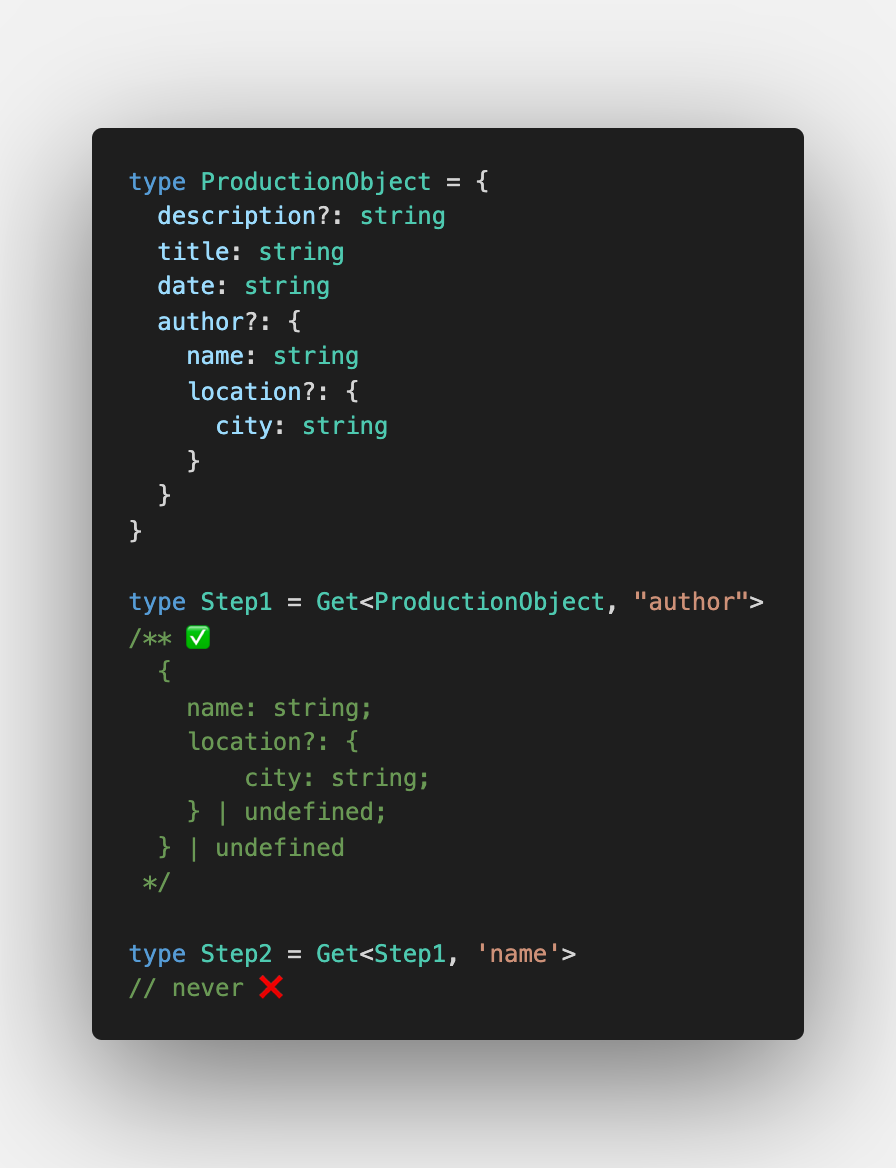 type ProductionObject = {
  description?: string
  title: string
  date: string
  author?: {
    name: string
    location?: {
      city: string
    }
  }
}

type Step1 = Get<ProductionObject, "author">
/** ✅
  {
    name: string;
    location?: {
        city: string;
    } | undefined;
  } | undefined
 */

type Step2 = Get<Step1, 'name'>
// never ❌